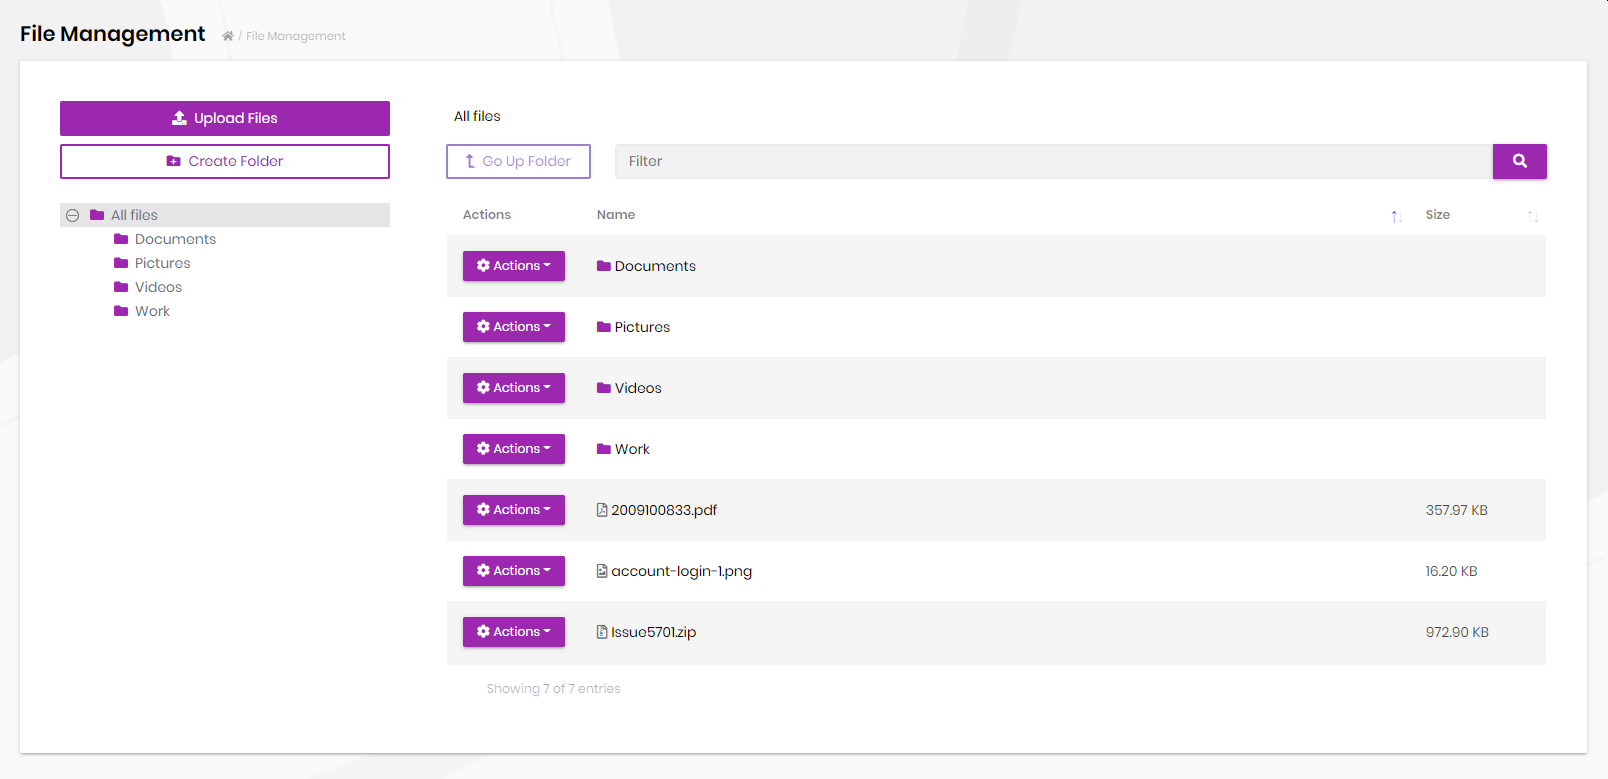 File Management / File Management
Upload Files
Create Folder
All files
Documents
Pictures
Videos
Work
All files
Go Up Folder Filter
Actions Name Size
Actions Documents
Actions Pictures
Actions Videos
Actions Work
Actions 2009100833.pdf 357.97 KB
Actions account-login-1.png 16.20 KB
Actions Issue5701.zip 972.90 KB
Showing 7 of 7 entries